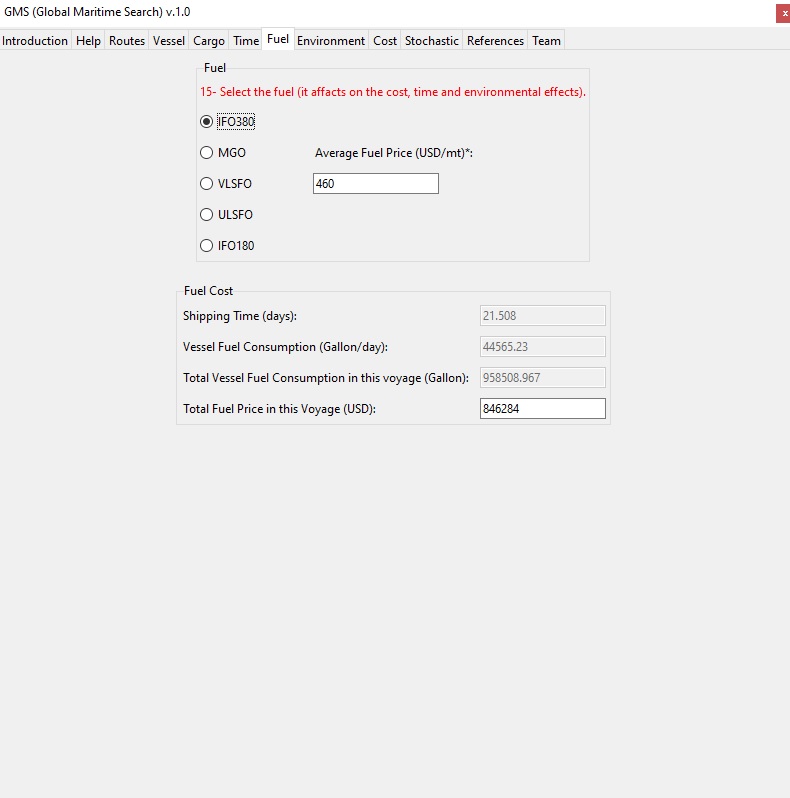 GMS (Global Maritime Search) v.1.0
x
Introduction Help Routes Vessel Cargo Time Fuel Environment Cost Stochastic References Team
Fuel
15- Select the fuel (it affacts on the cost, time and environmental effects).
IFO380
MGO Average Fuel Price (USD/mt)*:
VLSFO 460
ULSFO
IFO180
Fuel Cost
Shipping Time (days): 21.508
Vessel Fuel Consumption (Gallon/day): 44565.23
Total Vessel Fuel Consumption in this voyage (Gallon): 958508.967
Total Fuel Price in this Voyage (USD): 846284